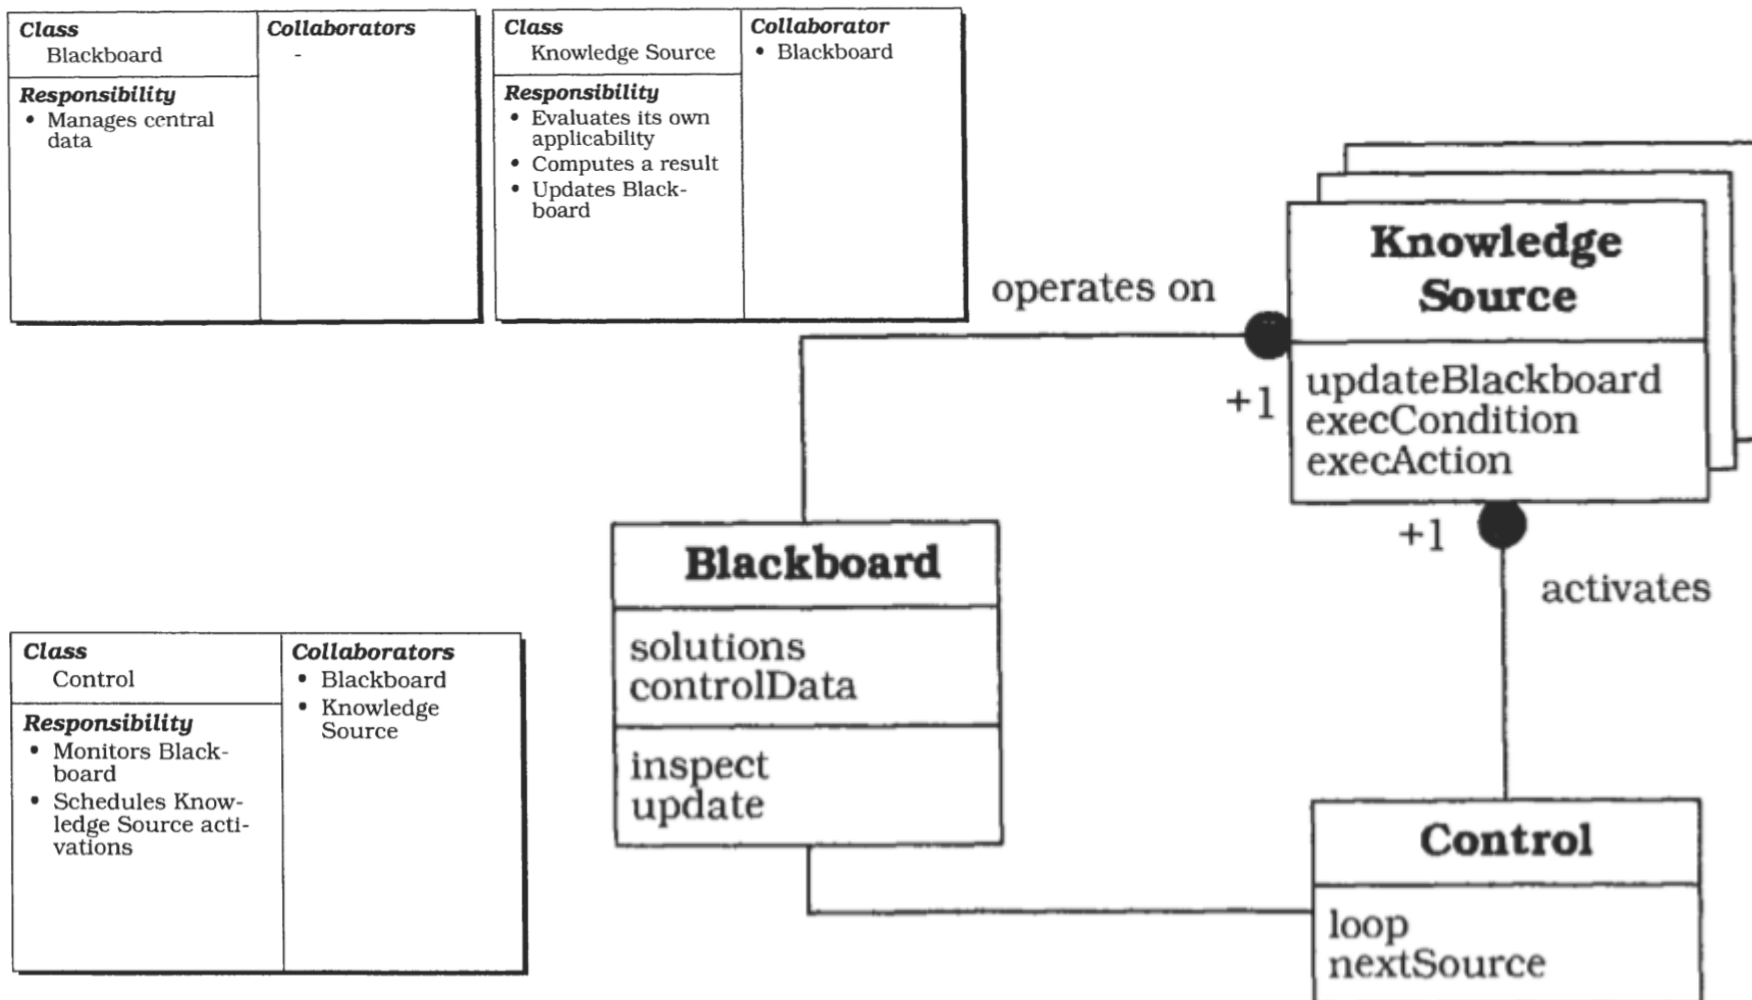 Class
Blackboard
Collaborators
-
Responsibility
• Manages central
data
Class
Knowledge Source
Collaborator
• Blackboard
Responsibility
• Evaluates its own
applicability
• Computes a result
• Updates Black-
board
operates on
+1
Knowledge
Source
updateBlackboard
execCondition
execAction
+1
activates
Blackboard
solutions
controlData
inspect
update
Class
Control
Collaborators
• Blackboard
• Knowledge
Source
Responsibility
• Monitors Black-
board
• Schedules Know-
ledge Source acti-
vations
Control
loop
nextSource